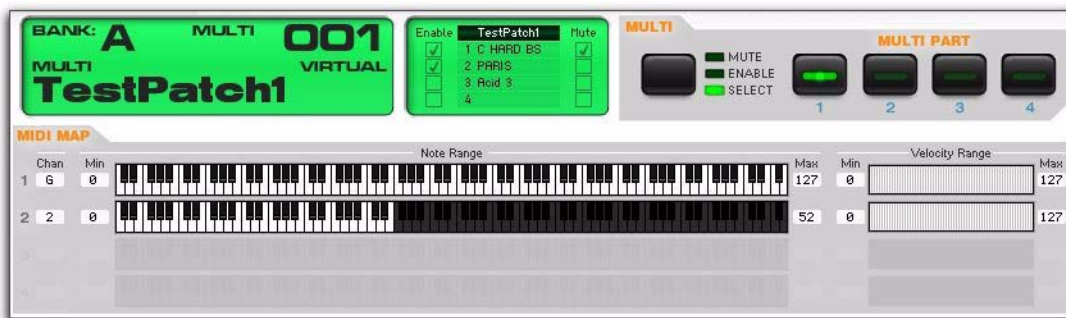 BANK: A MULTI 001
MULTI VIRTUAL
TestPatch1
Enable TestPatch1 Mute
1 C HARD BS
2 PARIS
3 Acid 3
4
MULTI
MUTE
ENABLE
SELECT
MULTI PART
1 2 3 4
MIDI MAP
Chan Min Note Range Max Min Velocity Range Max
1 G 0 127 0 127
2 2 0 52 0 127